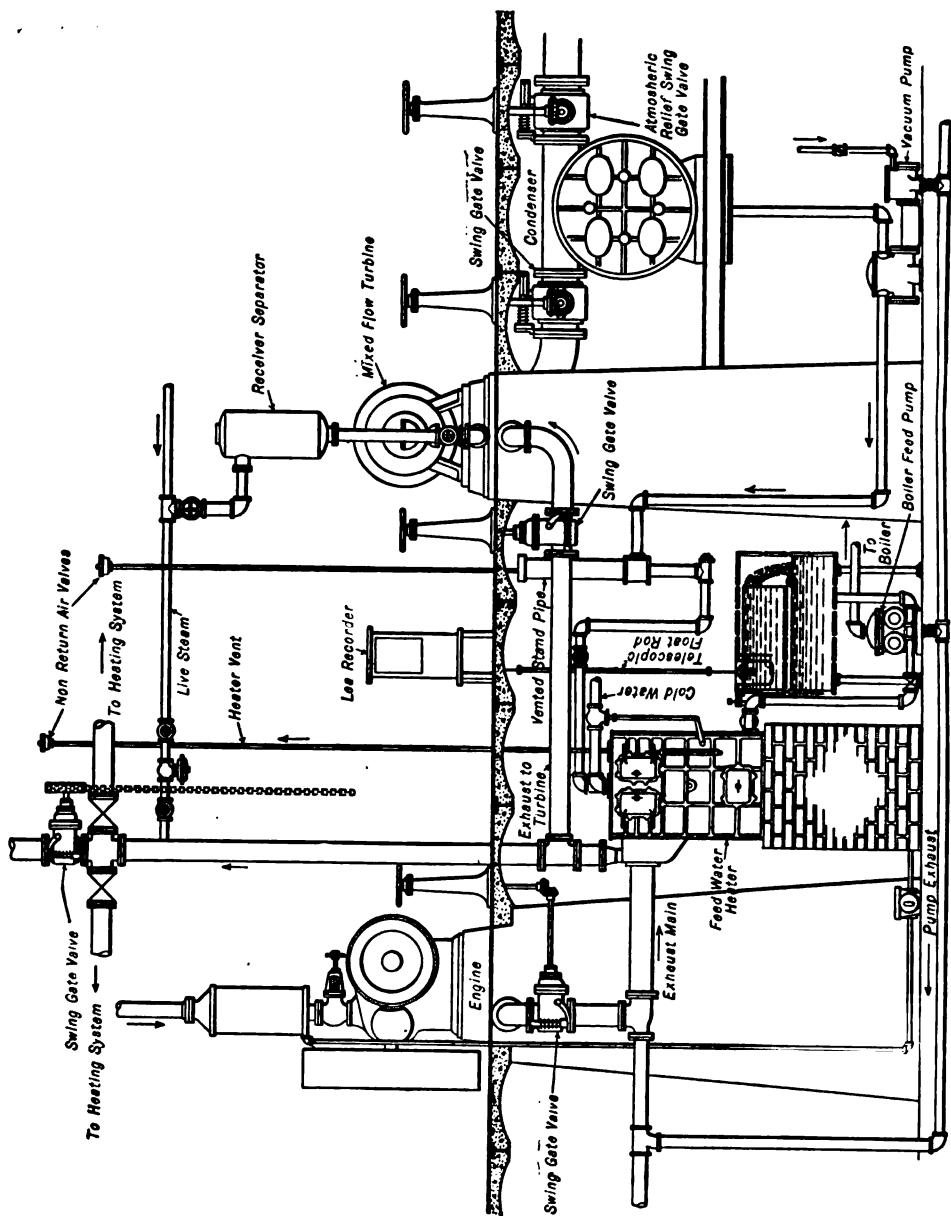 Swing Gate Valve
To Heating System
Non Return Air Valves
To Heating System
Live Steam
Heater Vent
Receiver Separator
Mixed Flow Turbine
Lea Recorder
Engine
Swing Gate Valve
Condenser
Atmosheric
Relief Swing
Gate Valve
Swing Gate Valve
Exhaust to
Turbine
Vented Stand Pipe
Telescopic
Float Rod
Cold Water
Swing Gate Valve
Exhaust Main
Feed Water
Heater
To
Boiler
Boiler Feed Pump
Vacuum Pump
Pump Exhaust